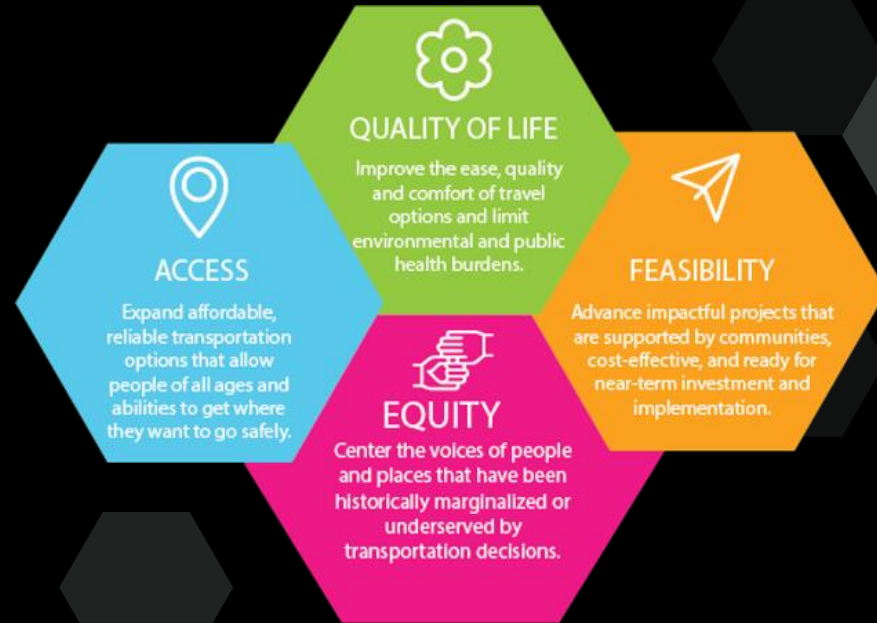 QUALITY OF LIFE
Improve the ease, quality
and comfort of travel
options and limit
environmental and public
health burdens.
ACCESS
Expand affordable,
reliable transportation
options that allow
people of all ages and
abilities to get where
they want to go safely.
FEASIBILITY
Advance impactful projects that
are supported by communities,
cost-effective, and ready for
near-term investment and
implementation.
EQUITY
Center the voices of people
and places that have been
historically marginalized or
underserved by
transportation decisions.